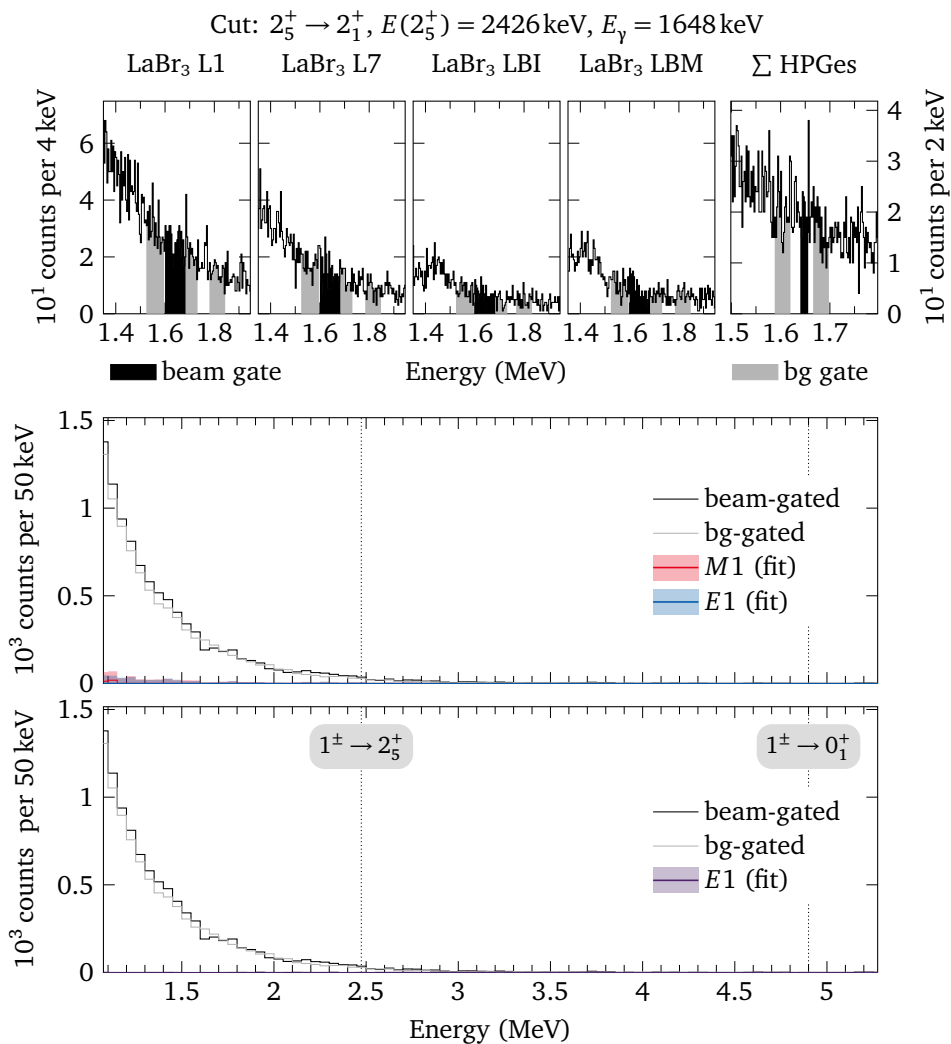 Cut: 2₅⁺ → 2₁⁺, E(2₅⁺) = 2426 keV, Eγ = 1648 keV
LaBr₃ L1 LaBr₃ L7 LaBr₃ LBI LaBr₃ LBM ∑ HPGes
10¹ counts per 4 keV
0 2 4 6
1.4 1.6 1.8 1.4 1.6 1.8 1.4 1.6 1.8 1.4 1.6 1.8 1.5 1.6 1.7
0 1 2 3 4
10¹ counts per 2 keV
beam gate Energy (MeV) bg gate
10³ counts per 50 keV
1.5
1
0.5
0
beam-gated
bg-gated
M1 (fit)
E1 (fit)
10³ counts per 50 keV
1.5
1
0.5
0
1± → 2₅⁺ 1± → 0₁⁺
beam-gated
bg-gated
E1 (fit)
1.5 2 2.5 3 3.5 4 4.5 5
Energy (MeV)